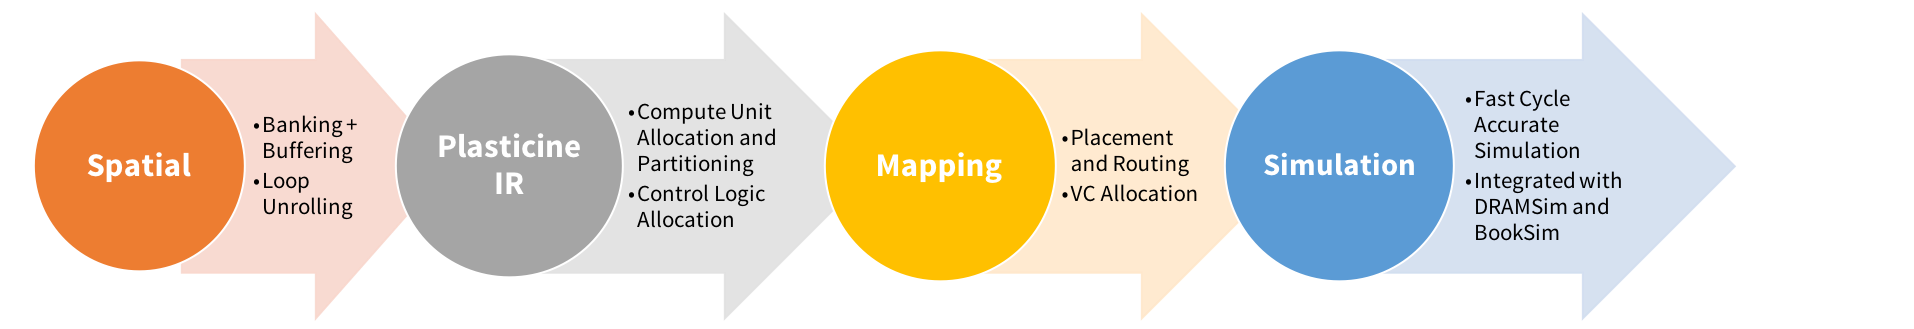 Spatial
•Banking +
Buffering
•Loop
Unrolling
Plasticine
IR
•Compute Unit
Allocation and
Partitioning
•Control Logic
Allocation
Mapping
•Placement
and Routing
•VC Allocation
Simulation
•Fast Cycle
Accurate
Simulation
•Integrated with
DRAMSim and
BookSim